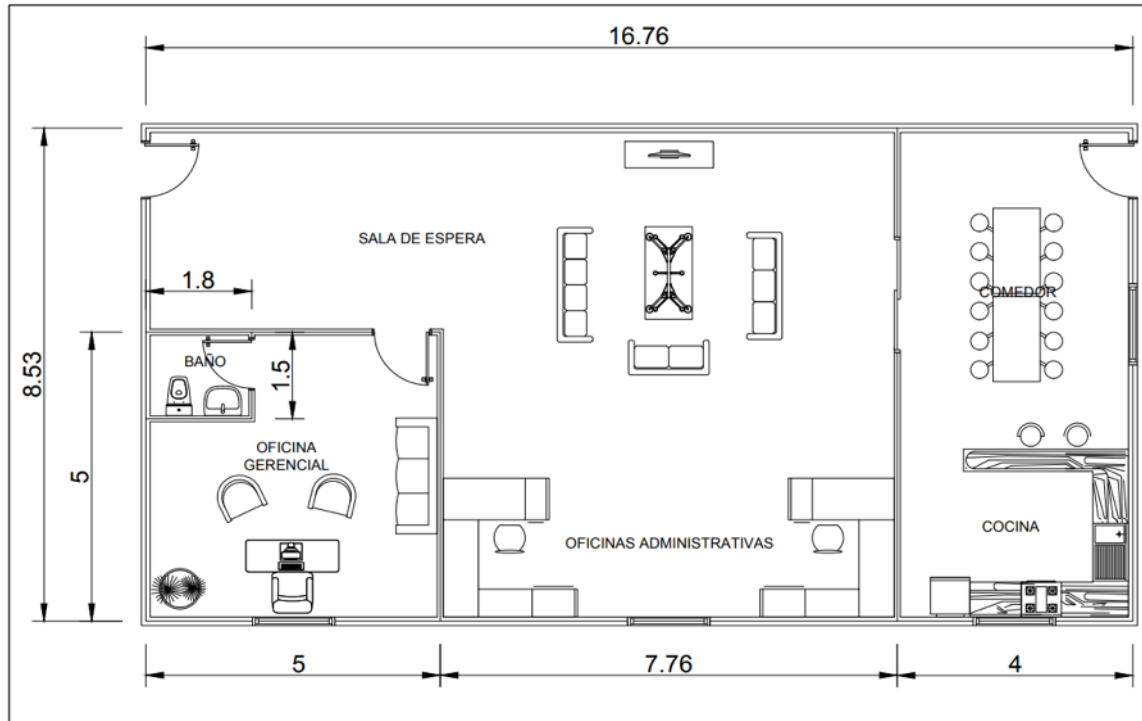 16.76
SALA DE ESPERA
1.8
COMEDOR
8.53
BAÑO
1.5
OFICINA
GERENCIAL
5
COCINA
OFICINAS ADMINISTRATIVAS
5
7.76
4